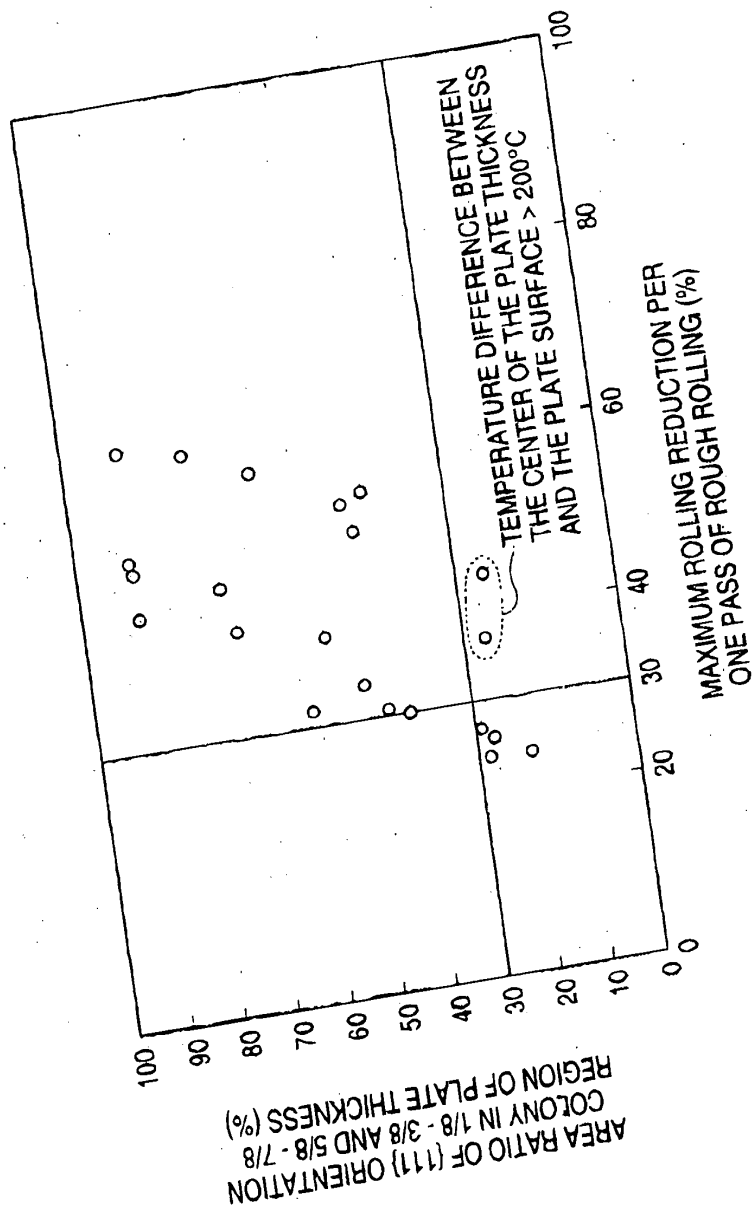 AREA RATIO OF {111} ORIENTATION
COLONY IN 1/8 - 3/8 AND 5/8 - 7/8
REGION OF PLATE THICKNESS (%)
100
90
80
70
60
50
40
30
20
10
0
0
20
30
40
60
80
100
TEMPERATURE DIFFERENCE BETWEEN
THE CENTER OF THE PLATE THICKNESS
AND THE PLATE SURFACE > 200°C
MAXIMUM ROLLING REDUCTION PER
ONE PASS OF ROUGH ROLLING (%)